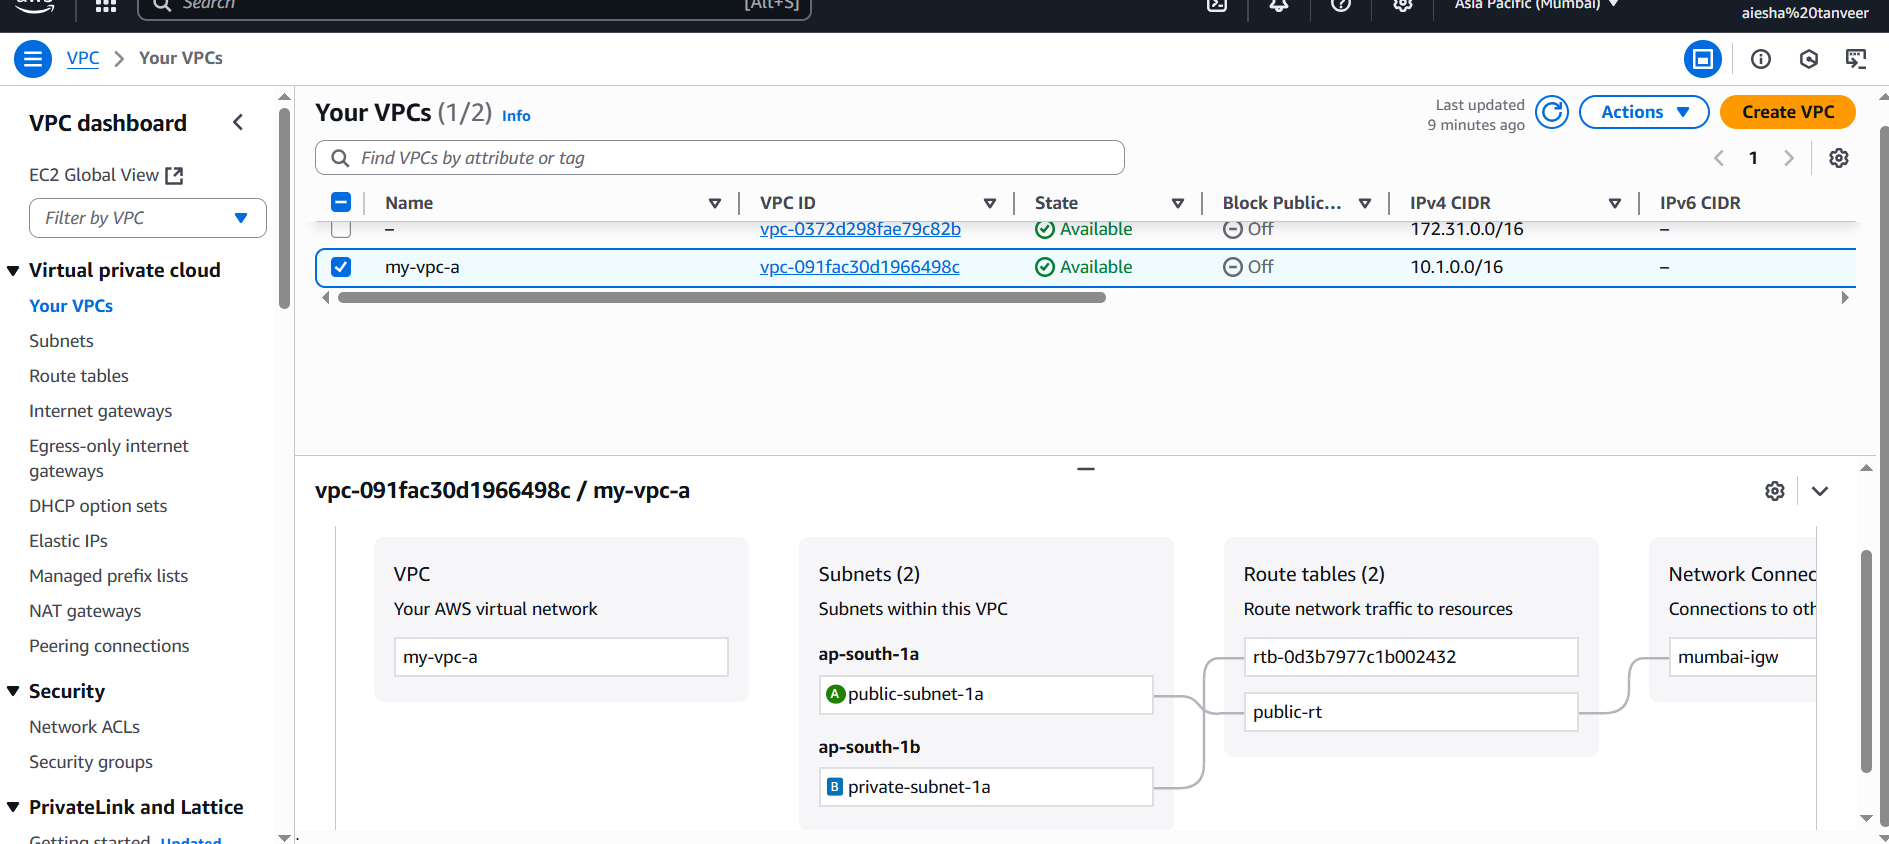 aws
Search
[Alt+S]
Asia Pacific (Mumbai)
aiesha%20tanveer
VPC
Your VPCs
VPC dashboard
EC2 Global View
Filter by VPC
Virtual private cloud
Your VPCs
Subnets
Route tables
Internet gateways
Egress-only internet
gateways
DHCP option sets
Elastic IPs
Managed prefix lists
NAT gateways
Peering connections
Security
Network ACLs
Security groups
PrivateLink and Lattice
Getting started Updated
Your VPCs (1/2) Info
Last updated
9 minutes ago
Actions
Create VPC
Find VPCs by attribute or tag
1
Name VPC ID State Block Public... IPv4 CIDR IPv6 CIDR
– vpc-0372d298fae79c82b Available Off 172.31.0.0/16 –
my-vpc-a vpc-091fac30d1966498c Available Off 10.1.0.0/16 –
vpc-091fac30d1966498c / my-vpc-a
VPC
Your AWS virtual network
my-vpc-a
Subnets (2)
Subnets within this VPC
ap-south-1a
A public-subnet-1a
ap-south-1b
B private-subnet-1a
Route tables (2)
Route network traffic to resources
rtb-0d3b7977c1b002432
public-rt
Network Connec
Connections to oth
mumbai-igw